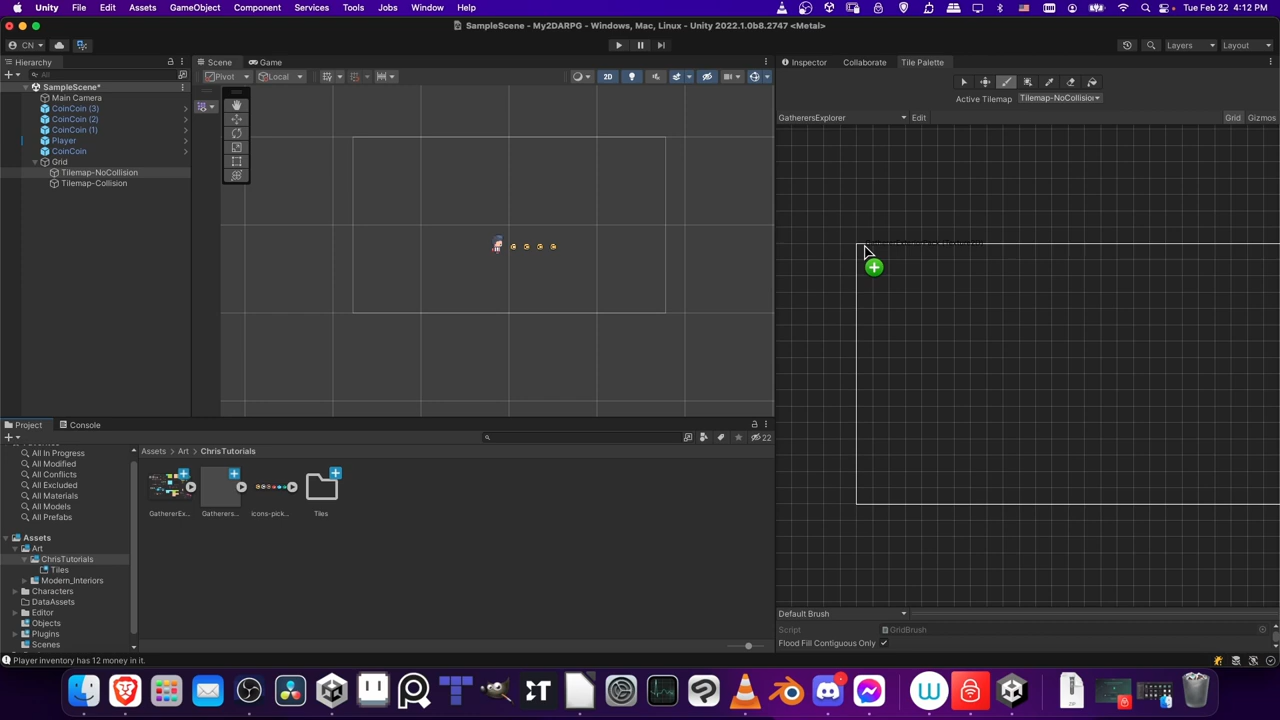 Unity File Edit Assets GameObject Component Services Tools Jobs Window Help
Tue Feb 22 4:12 PM
SampleScene - My2DARPG - Windows, Mac, Linux - Unity 2022.1.0b8.2747 <Metal>
CN
Layers Layout
Hierarchy Scene Game Inspector Collaborate Tile Palette
All
Pivot Local 2D
SampleScene*
Main Camera
CoinCoin (3)
CoinCoin (2)
CoinCoin (1)
Player
CoinCoin
Grid
Tilemap-NoCollision
Tilemap-Collision
Active Tilemap Tilemap-NoCollisio
GatherersExplorer Edit Grid Gizmos
Project Console
22
All In Progress
All Modified
All Conflicts
All Excluded
All Materials
All Models
All Prefabs
Assets
Art
ChrisTutorials
Tiles
Modern_Interiors
Characters
DataAssets
Editor
Objects
Plugins
Scenes
Assets Art ChrisTutorials
GathererEx... Gatherers... icons-pick... Tiles
Default Brush
Script GridBrush
Flood Fill Contiguous Only
Player inventory has 12 money in it.